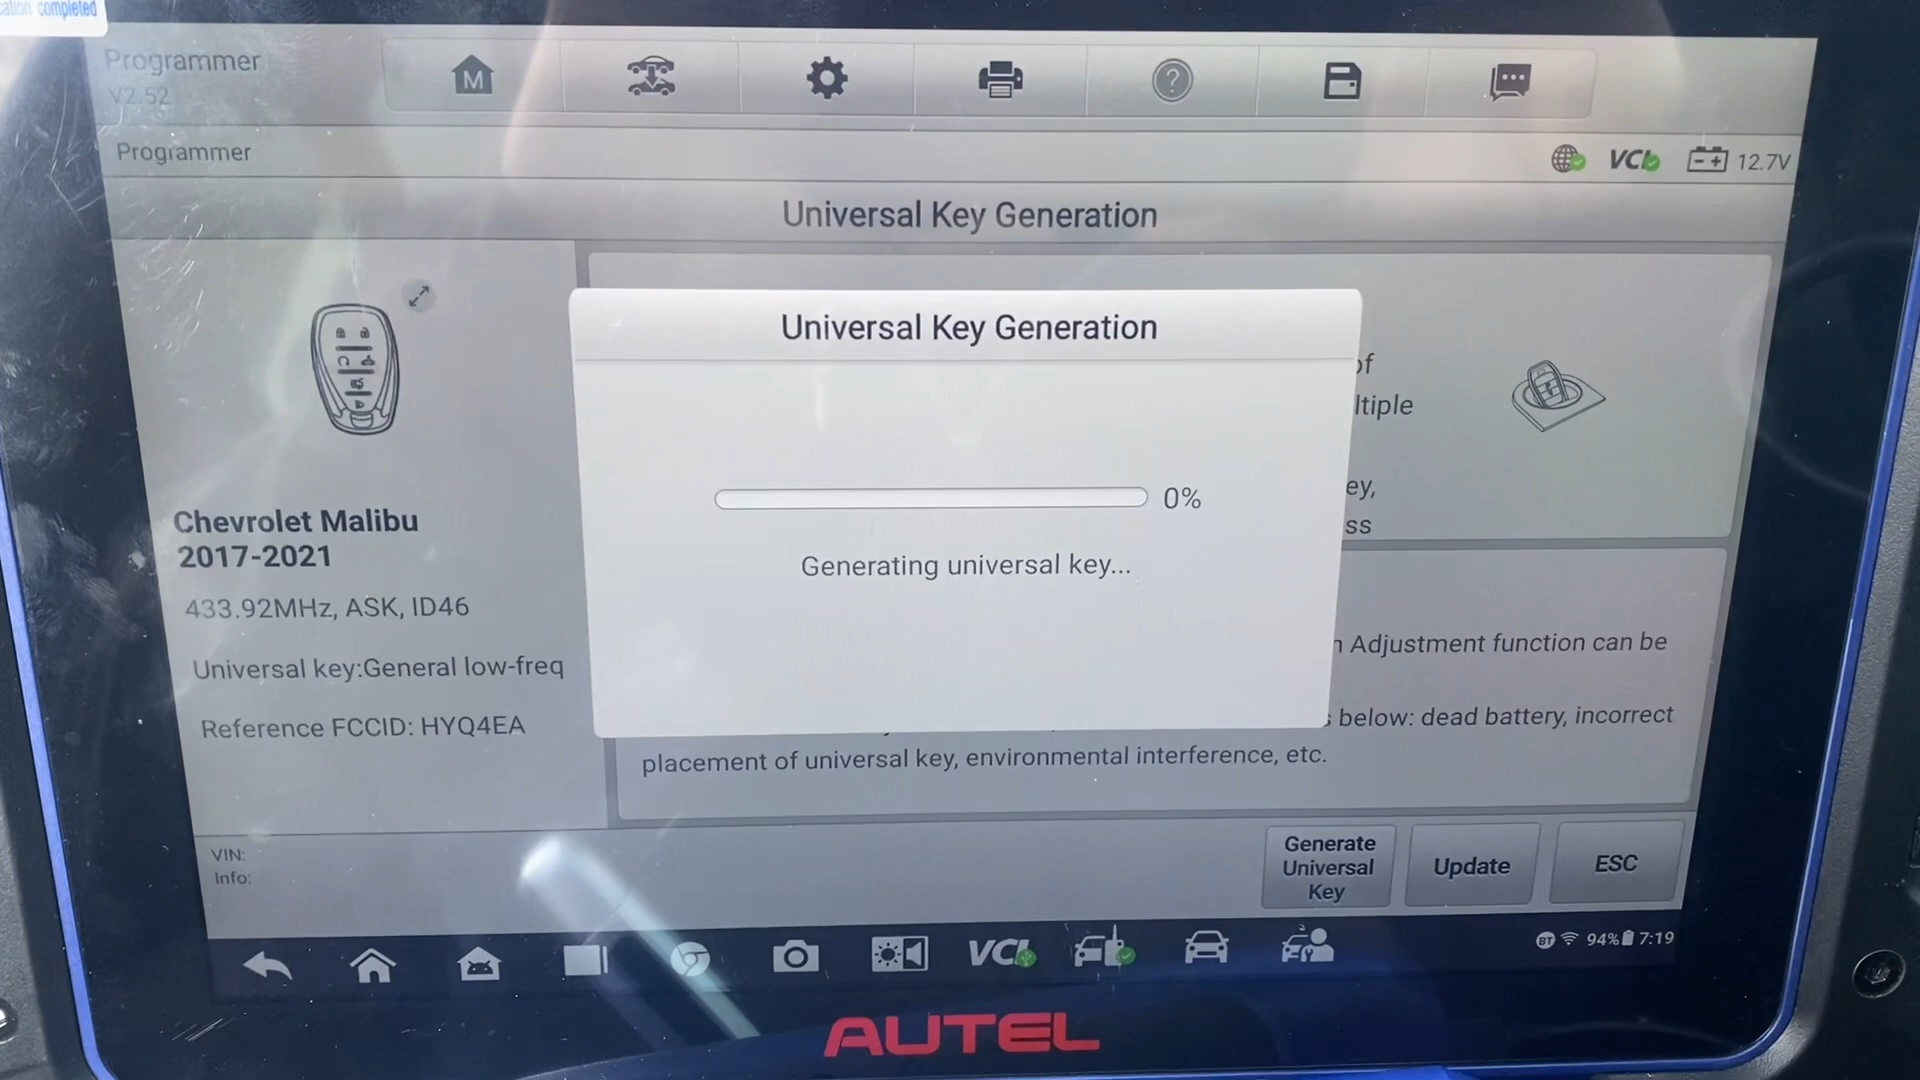 completed
Programmer
V2.52
M
?
Programmer
VCI
12.7V
Universal Key Generation
Universal Key Generation
of
ltiple
0%
ey,
ss
Generating universal key...
Chevrolet Malibu
2017-2021
433.92MHz, ASK, ID46
Universal key:General low-freq
Reference FCCID: HYQ4EA
Adjustment function can be
below: dead battery, incorrect
placement of universal key, environmental interference, etc.
VIN:
Info:
Generate
Universal
Key
Update
ESC
VCI
BT
94%
7:19
AUTEL